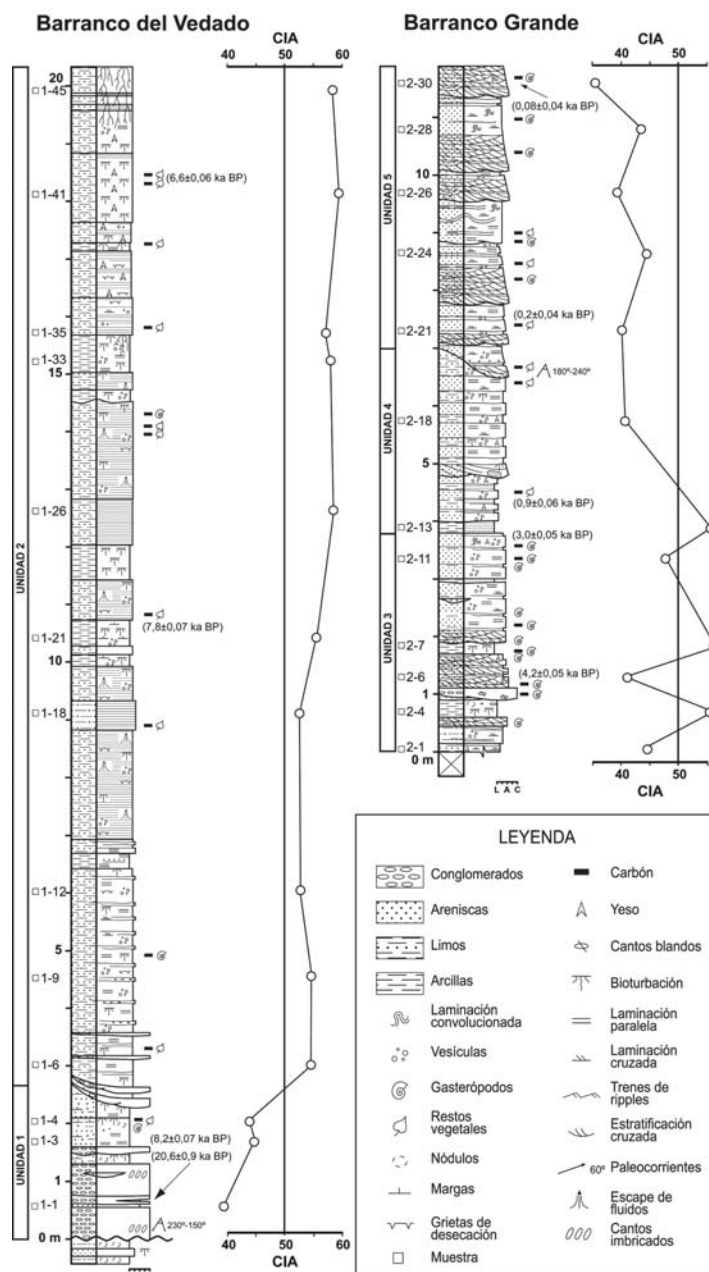 Barranco del Vedado
CIA
40 50 60
20
□ 1-45
(6,6±0,06 ka BP)
□ 1-41
□ 1-35
□ 1-33
15
□ 1-26
UNIDAD 2
(7,8±0,07 ka BP)
□ 1-21
10
□ 1-18
□ 1-12
5
□ 1-9
□ 1-6
UNIDAD 1
□ 1-4
□ 1-3
(8,2±0,07 ka BP)
(20,6±0,9 ka BP)
1
□ 1-1
230º-150º
0 m
40 50 60
Barranco Grande
CIA
40 50
□ 2-30
(0,08±0,04 ka BP)
□ 2-28
10
UNIDAD 5
□ 2-26
□ 2-24
(0,2±0,04 ka BP)
□ 2-21
180º-240º
UNIDAD 4
□ 2-18
5
(0,9±0,06 ka BP)
□ 2-13
(3,0±0,05 ka BP)
□ 2-11
UNIDAD 3
□ 2-7
□ 2-6
(4,2±0,05 ka BP)
1
□ 2-4
□ 2-1
0 m
40 50
CIA
L A C
LEYENDA
Conglomerados
Areniscas
Limos
Arcillas
Laminación
convolucionada
Vesículas
Gasterópodos
Restos
vegetales
Nódulos
Margas
Grietas de
desecación
Muestra
Carbón
Yeso
Cantos blandos
Bioturbación
Laminación
paralela
Laminación
cruzada
Trenes de
ripples
Estratificación
cruzada
60º Paleocorrientes
Escape de
fluidos
Cantos
imbricados